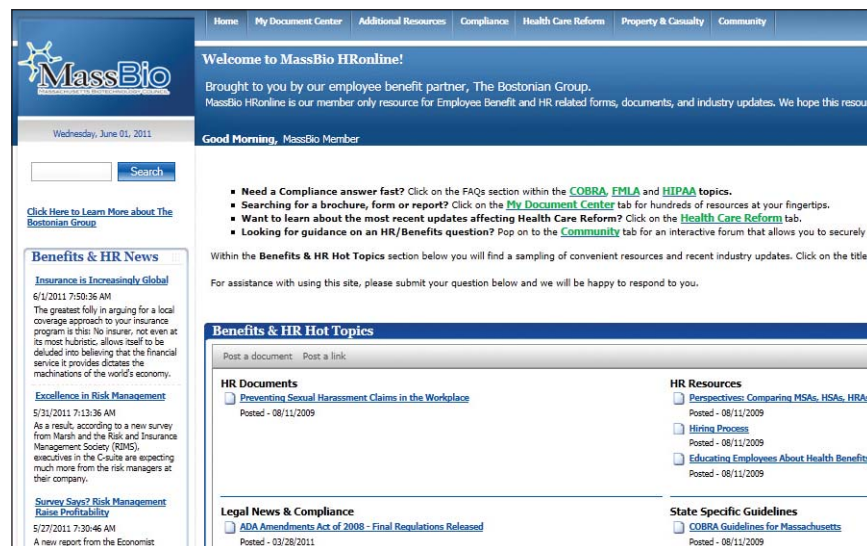 Home My Document Center Additional Resources Compliance Health Care Reform Property & Casualty Community
MassBio
MASSACHUSETTS BIOTECHNOLOGY COUNCIL
Wednesday, June 01, 2011
Search
Click Here to Learn More about The
Bostonian Group
Benefits & HR News
Insurance is Increasingly Global
6/1/2011 7:50:36 AM
The greatest folly in arguing for a local
coverage approach to your insurance
program is this: No insurer, not even at
its most hubristic, allows itself to be
deluded into believing that the financial
service it provides dictates the
machinations of the world's economy.
Excellence in Risk Management
5/31/2011 7:13:36 AM
As a result, according to a new survey
from Marsh and the Risk and Insurance
Management Society (RIMS),
executives in the C-suite are expecting
much more from the risk managers at
their company.
Survey Says? Risk Management
Raise Profitability
5/27/2011 7:30:46 AM
A new report from the Economist
Welcome to MassBio HRonline!
Brought to you by our employee benefit partner, The Bostonian Group.
MassBio HRonline is our member only resource for Employee Benefit and HR related forms, documents, and industry updates. We hope this resou
Good Morning, MassBio Member
Need a Compliance answer fast? Click on the FAQs section within the COBRA, FMLA and HIPAA topics.
Searching for a brochure, form or report? Click on the My Document Center tab for hundreds of resources at your fingertips.
Want to learn about the most recent updates affecting Health Care Reform? Click on the Health Care Reform tab.
Looking for guidance on an HR/Benefits question? Pop on to the Community tab for an interactive forum that allows you to securely
Within the Benefits & HR Hot Topics section below you will find a sampling of convenient resources and recent industry updates. Click on the title
For assistance with using this site, please submit your question below and we will be happy to respond to you.
Benefits & HR Hot Topics
Post a document Post a link
HR Documents
Preventing Sexual Harassment Claims in the Workplace
Posted - 08/11/2009
HR Resources
Perspectives: Comparing MSAs, HSAs, HRAs
Posted - 08/11/2009
Hiring Process
Posted - 08/11/2009
Educating Employees About Health Benefits
Posted - 08/11/2009
Legal News & Compliance
ADA Amendments Act of 2008 - Final Regulations Released
Posted - 03/28/2011
State Specific Guidelines
COBRA Guidelines for Massachusetts
Posted - 08/11/2009